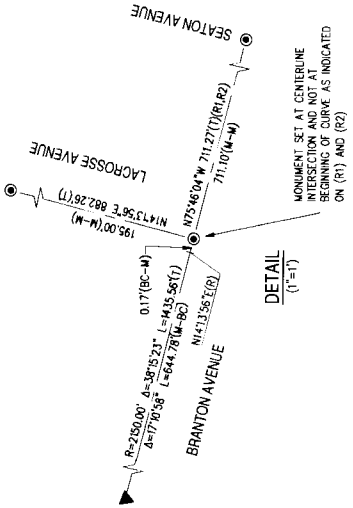 SEATON AVENUE
LACROSSE AVENUE
N14°13'56"E 862.26'(T)
195.00'(M-M)
N75°46'04"W 711.27'(T)(R1,R2)
711.10'(M-M)
0.17'(BC-M)
R=2150.00' Δ=38°15'23" L=1435.56'(T)
Δ=17°10'58" L=644.78'(M-BC)
N14°13'56"E(R)
BRANTON AVENUE
MONUMENT SET AT CENTERLINE
INTERSECTION AND NOT AT
BEGINNING OF CURVE AS INDICATED
ON (R1) AND (R2)
DETAIL
(1"=1')